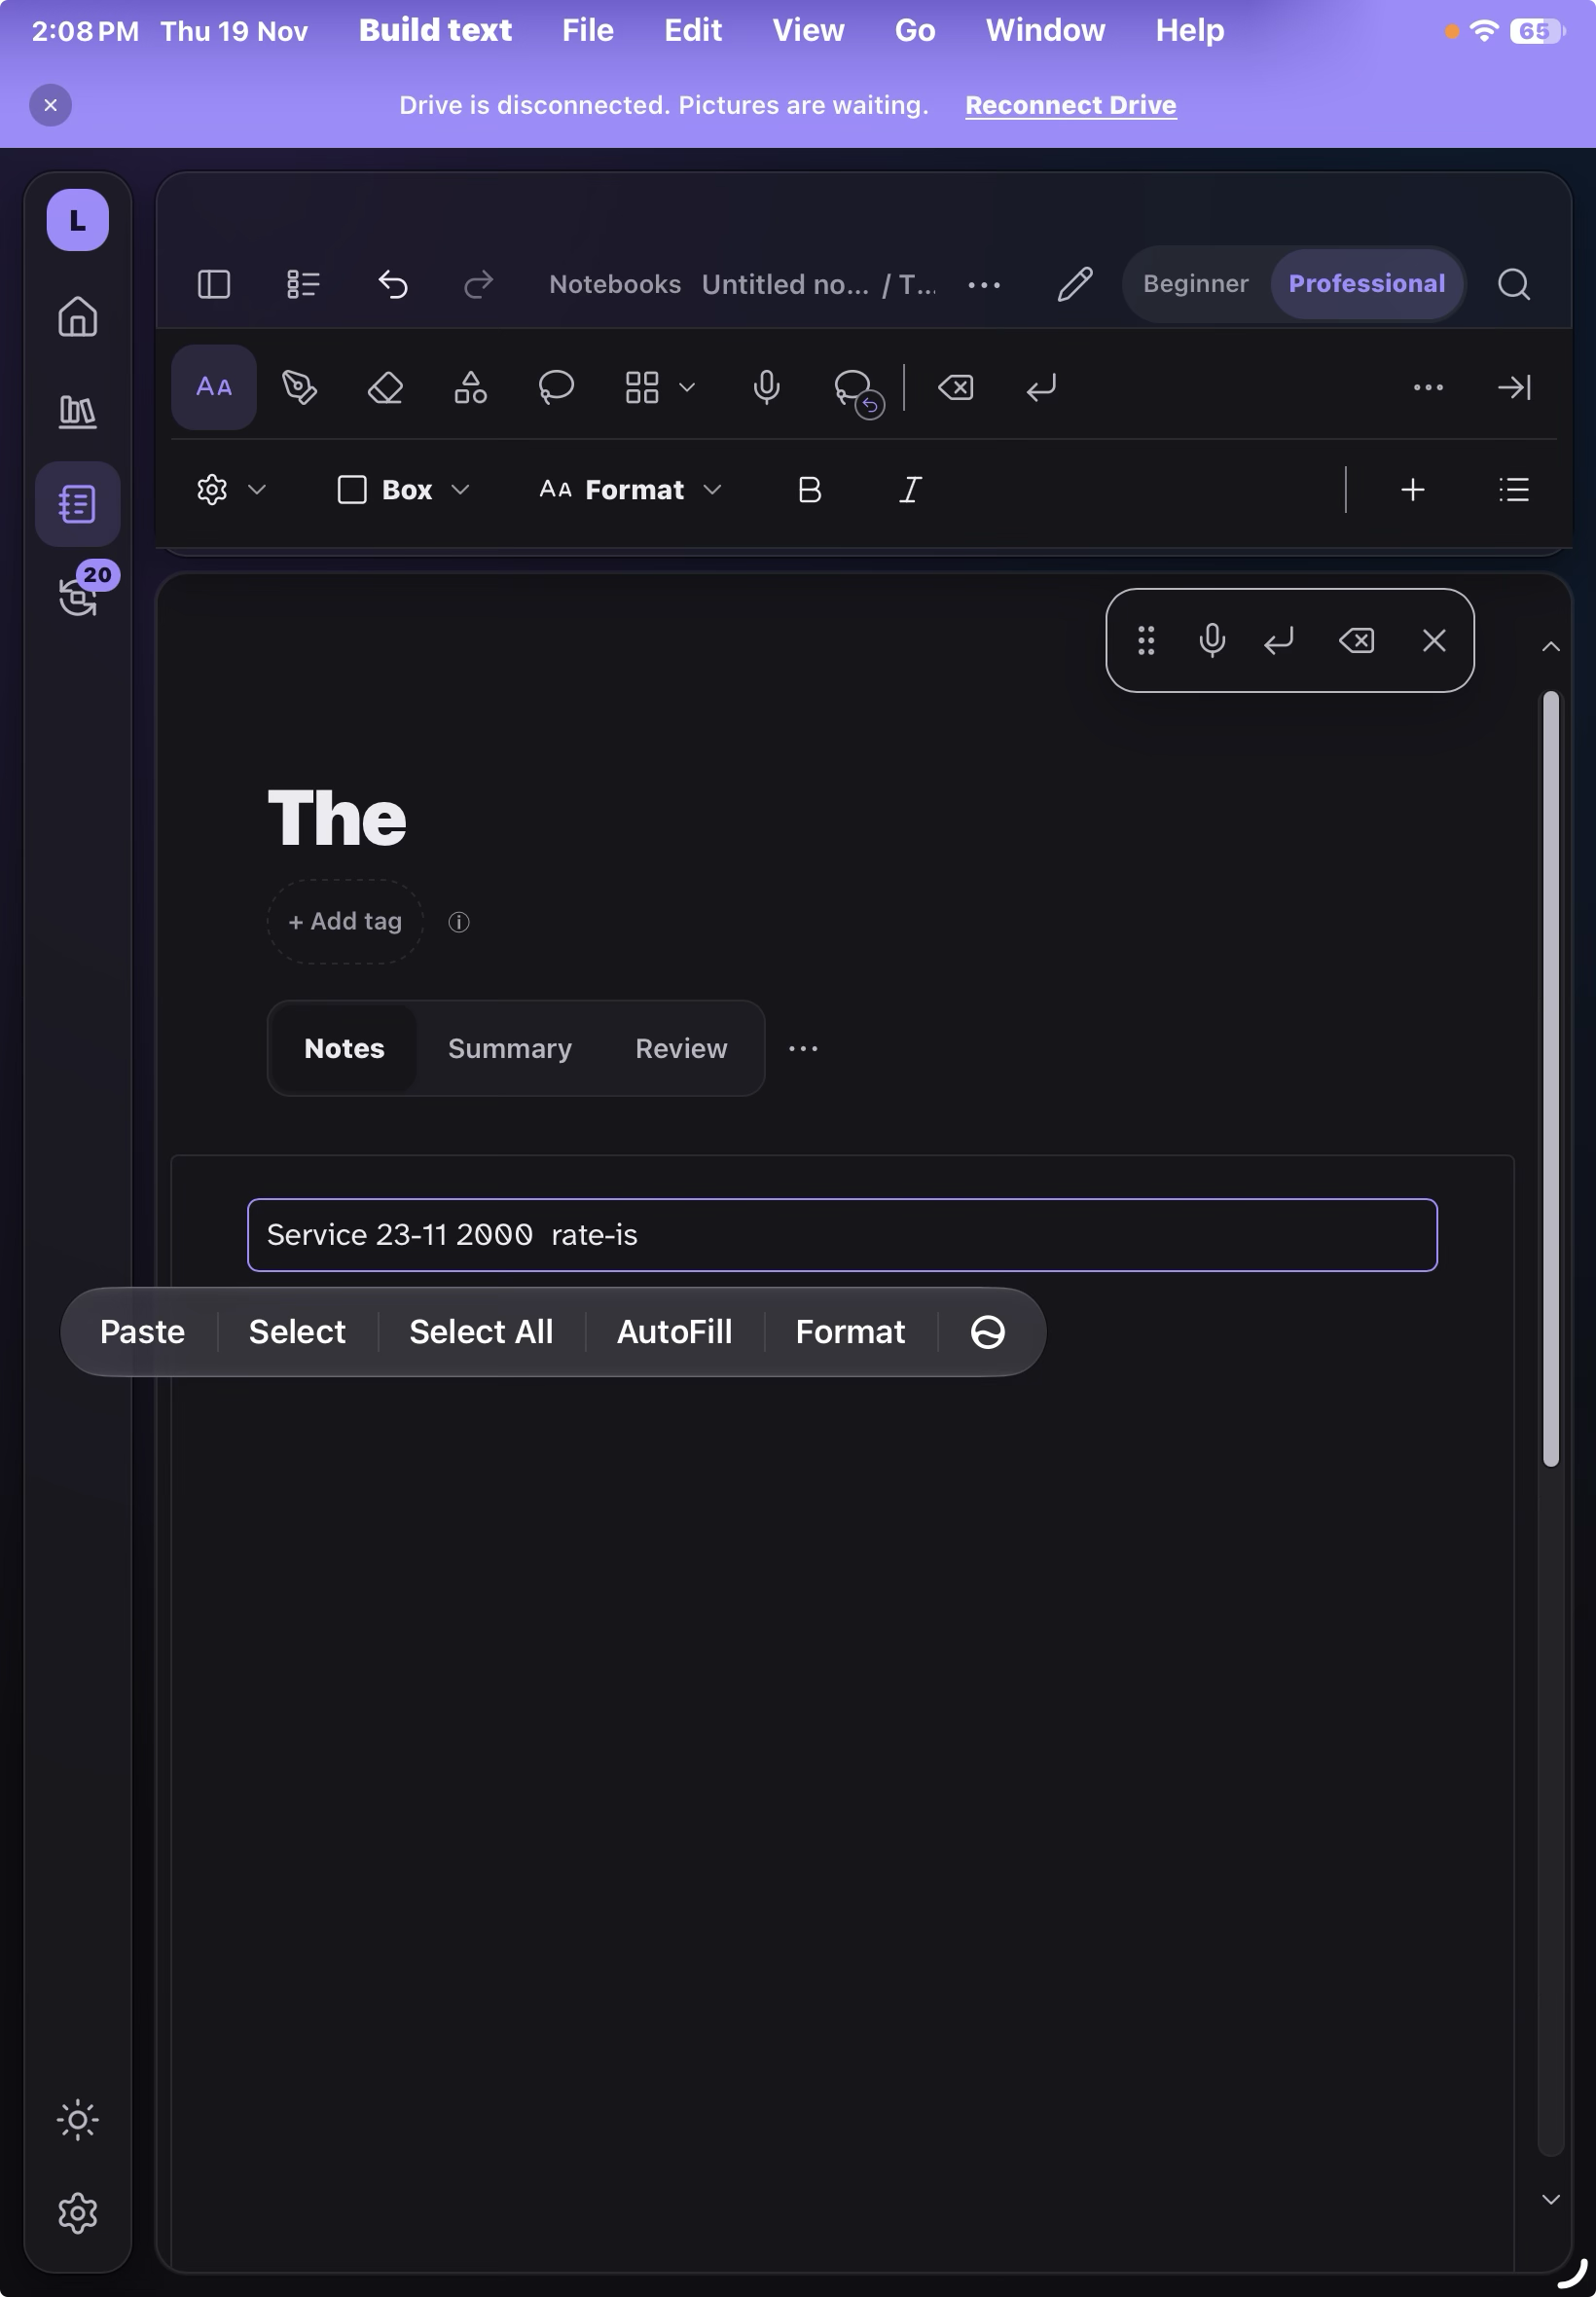 2:08 PM Thu 19 Nov Build text File Edit View Go Window Help 65
Drive is disconnected. Pictures are waiting. Reconnect Drive
L
Notebooks Untitled no... / T... Beginner Professional
AA
Box AA Format B I
20
The
+ Add tag
Notes Summary Review
Service 23-11 2000 rate-is
Paste Select Select All AutoFill Format